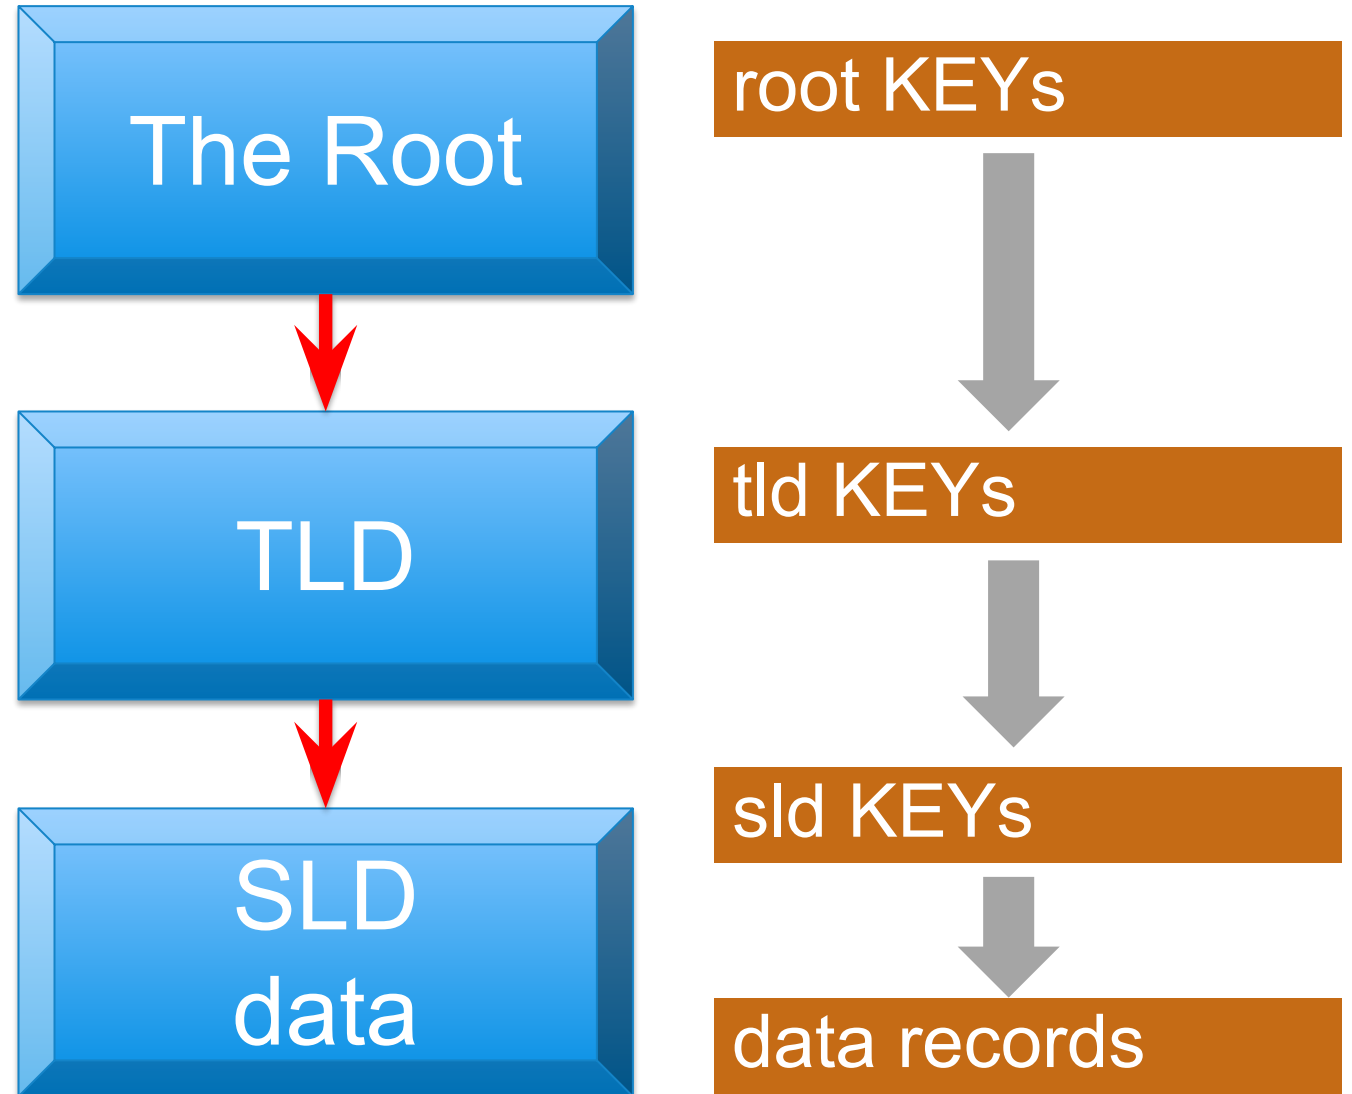 The Root
root KEYs
TLD
tld KEYs
SLD
data
sld KEYs
data records